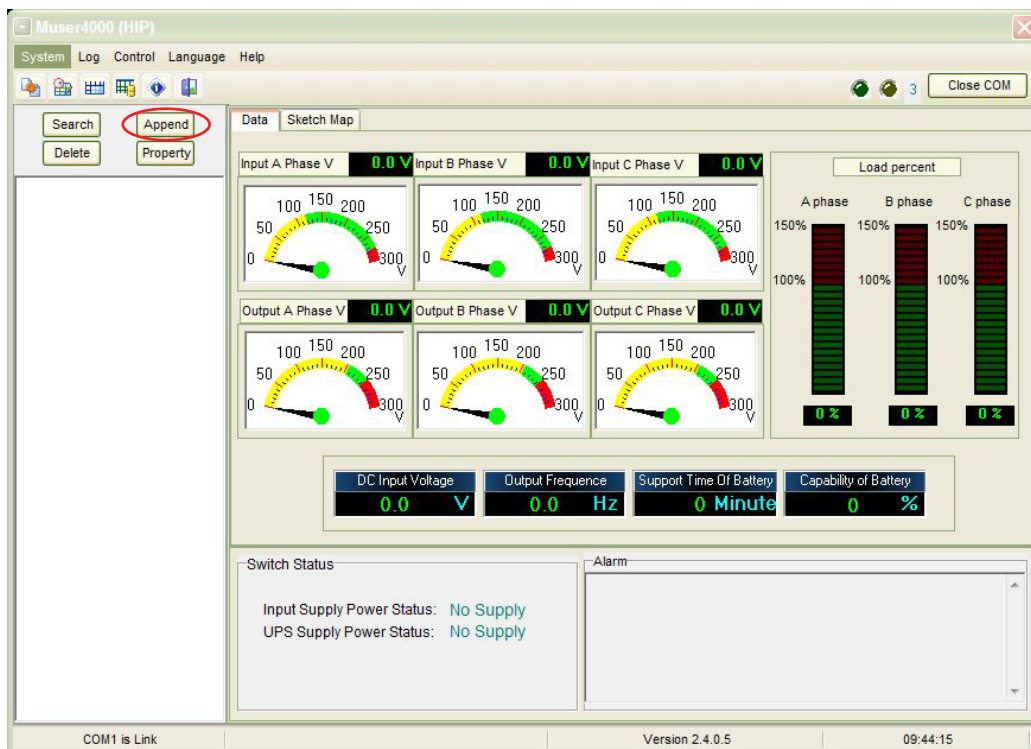 Muser4000 (HIP)
System Log Control Language Help
3 Close COM
Search Append
Delete Property
Data Sketch Map
Input A Phase V 0.0 V Input B Phase V 0.0 V Input C Phase V 0.0 V
0 50 100 150 200 250 300 V
0 50 100 150 200 250 300 V
0 50 100 150 200 250 300 V
Load percent
A phase B phase C phase
150% 150% 150%
100% 100% 100%
0 % 0 % 0 %
Output A Phase V 0.0 V Output B Phase V 0.0 V Output C Phase V 0.0 V
0 50 100 150 200 250 300 V
0 50 100 150 200 250 300 V
0 50 100 150 200 250 300 V
DC Input Voltage Output Frequence Support Time Of Battery Capability of Battery
0.0 V 0.0 Hz 0 Minute 0 %
Switch Status
Input Supply Power Status: No Supply
UPS Supply Power Status: No Supply
Alarm
COM1 is Link Version 2.4.0.5 09:44:15